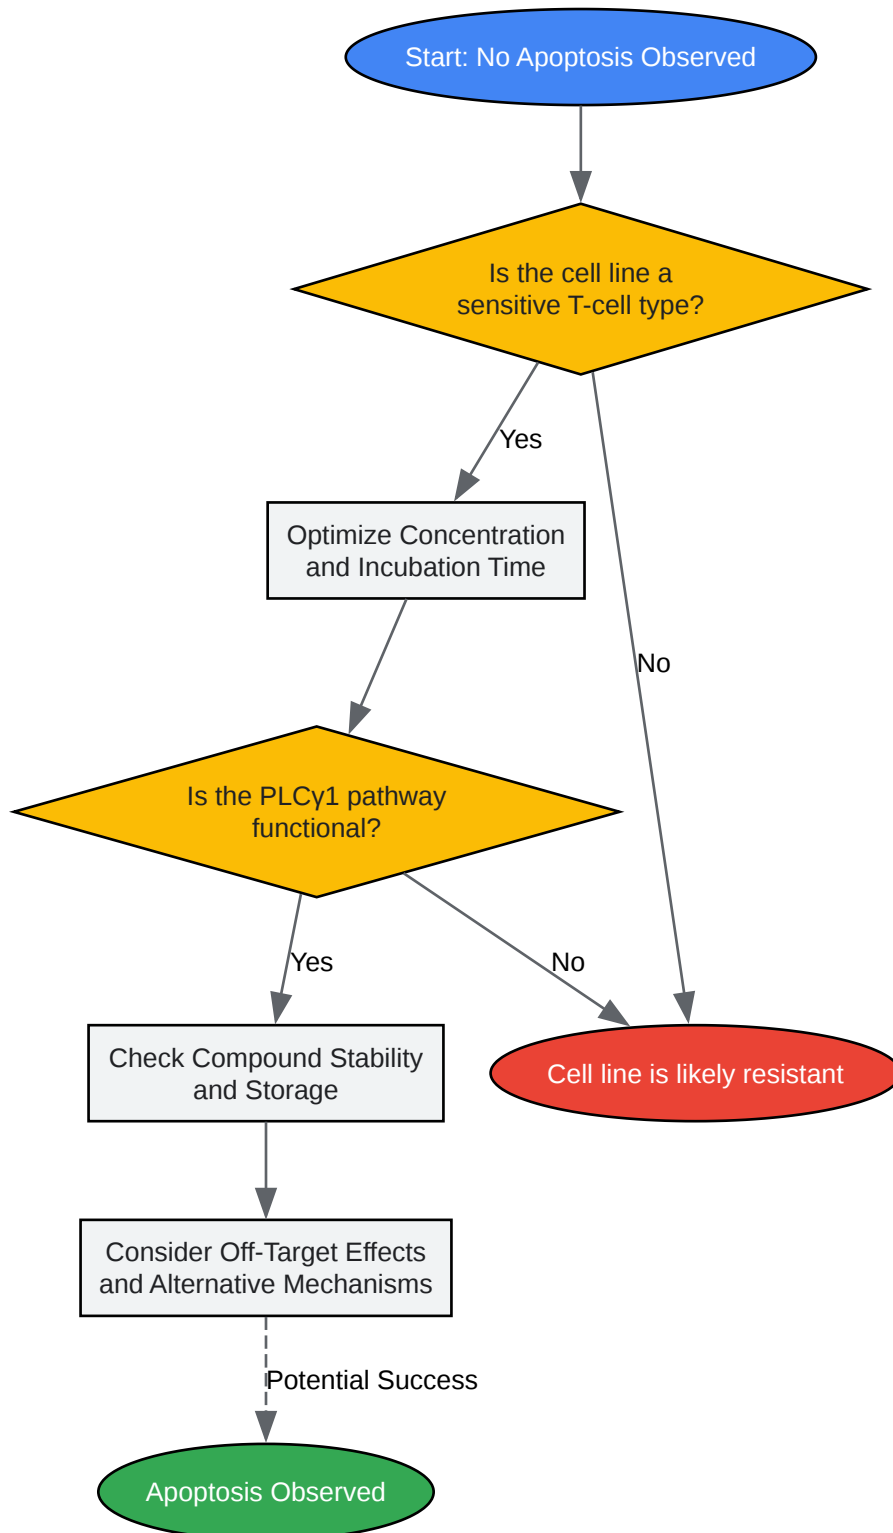 Start: No Apoptosis Observed
Is the cell line a
sensitive T-cell type?
Yes
Optimize Concentration
and Incubation Time
No
Is the PLCγ1 pathway
functional?
Yes
No
Check Compound Stability
and Storage
Cell line is likely resistant
Consider Off-Target Effects
and Alternative Mechanisms
Potential Success
Apoptosis Observed